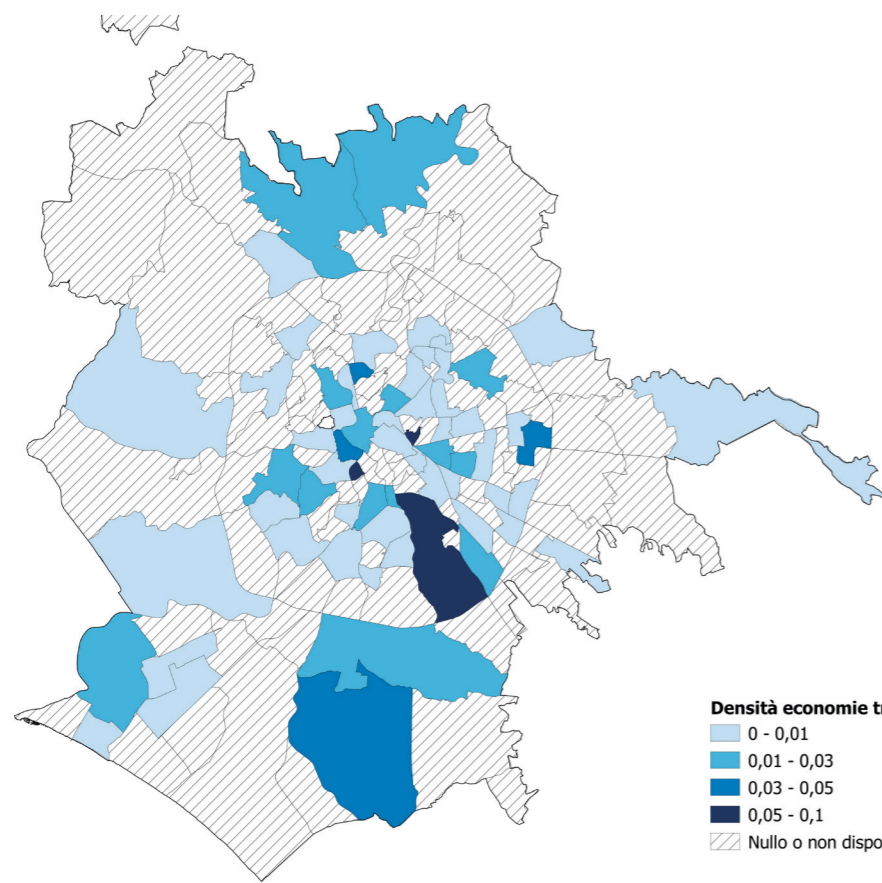 Densità economie tr
0 - 0,01
0,01 - 0,03
0,03 - 0,05
0,05 - 0,1
Nullo o non dispo